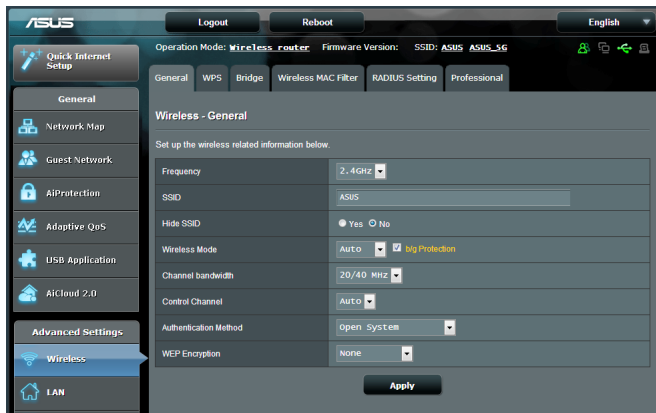 ASUS
Logout
Reboot
English
Quick Internet Setup
Operation Mode: Wireless router Firmware Version: SSID: ASUS ASUS_5G
General
WPS
Bridge
Wireless MAC Filter
RADIUS Setting
Professional
General
Network Map
Guest Network
AiProtection
Adaptive QoS
USB Application
AiCloud 2.0
Advanced Settings
Wireless
LAN
Wireless - General
Set up the wireless related information below.
Frequency 2.4GHz
SSID ASUS
Hide SSID Yes No
Wireless Mode Auto b/g Protection
Channel bandwidth 20/40 MHz
Control Channel Auto
Authentication Method Open System
WEP Encryption None
Apply